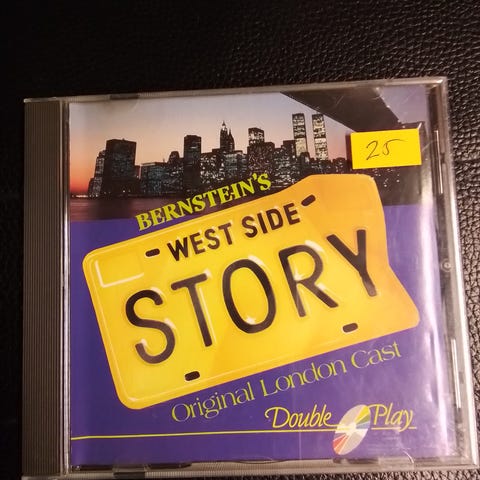 25
BERNSTEIN'S
WEST SIDE
STORY
Original London Cast
Double Play